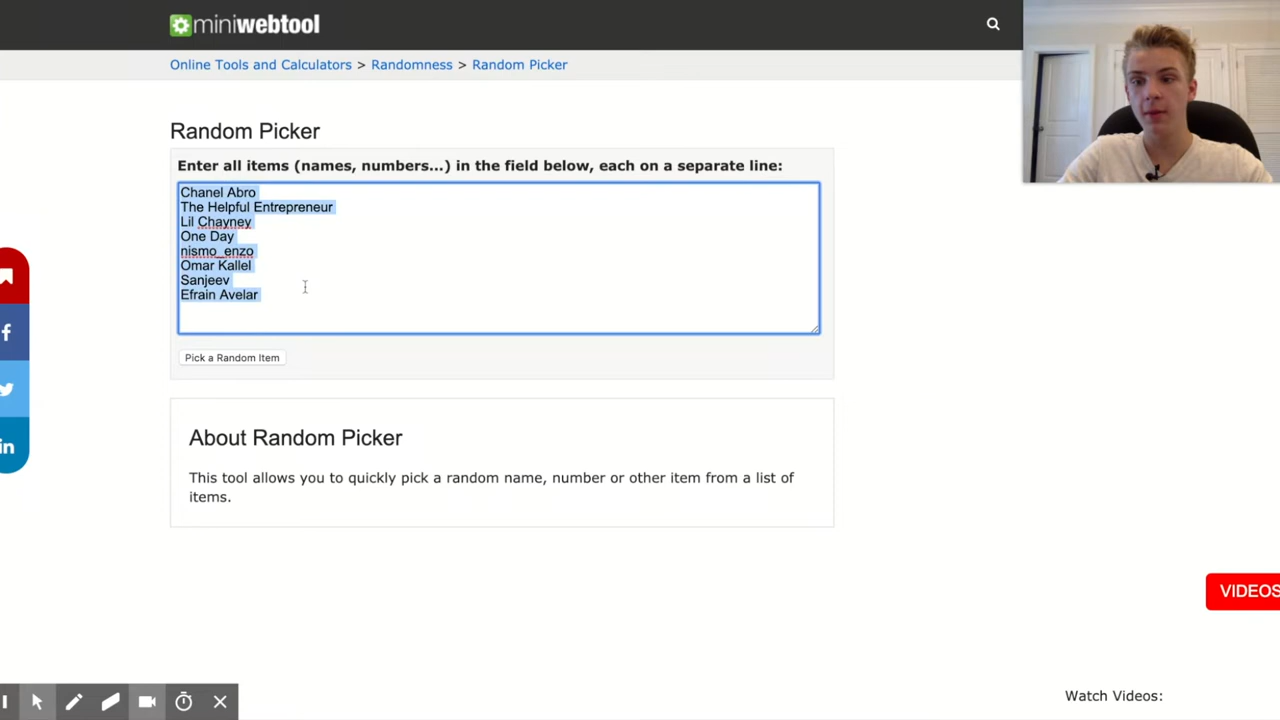 miniwebtool
Online Tools and Calculators > Randomness > Random Picker
Random Picker
Enter all items (names, numbers...) in the field below, each on a separate line:
Chanel Abro
The Helpful Entrepreneur
Lil Chayney
One Day
nismo_enzo
Omar Kallel
Sanjeev
Efrain Avelar
Pick a Random Item
About Random Picker
This tool allows you to quickly pick a random name, number or other item from a list of
items.
VIDEOS
Watch Videos: